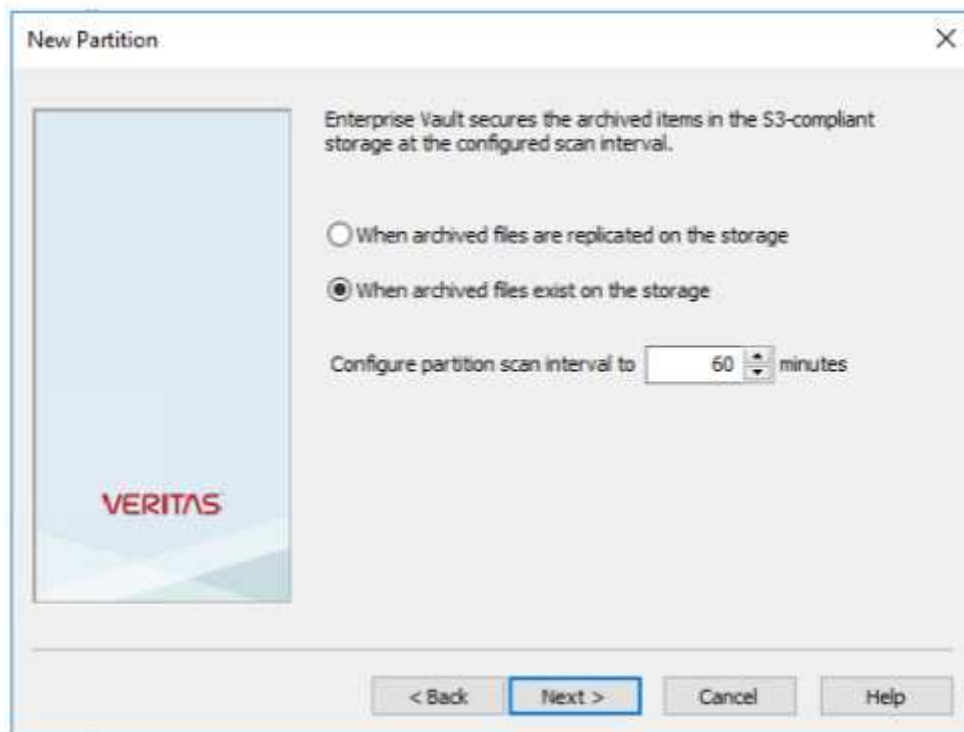 New Partition
Enterprise Vault secures the archived items in the S3-compliant
storage at the configured scan interval.
When archived files are replicated on the storage
When archived files exist on the storage
Configure partition scan interval to 60 minutes
VERITAS
< Back Next > Cancel Help